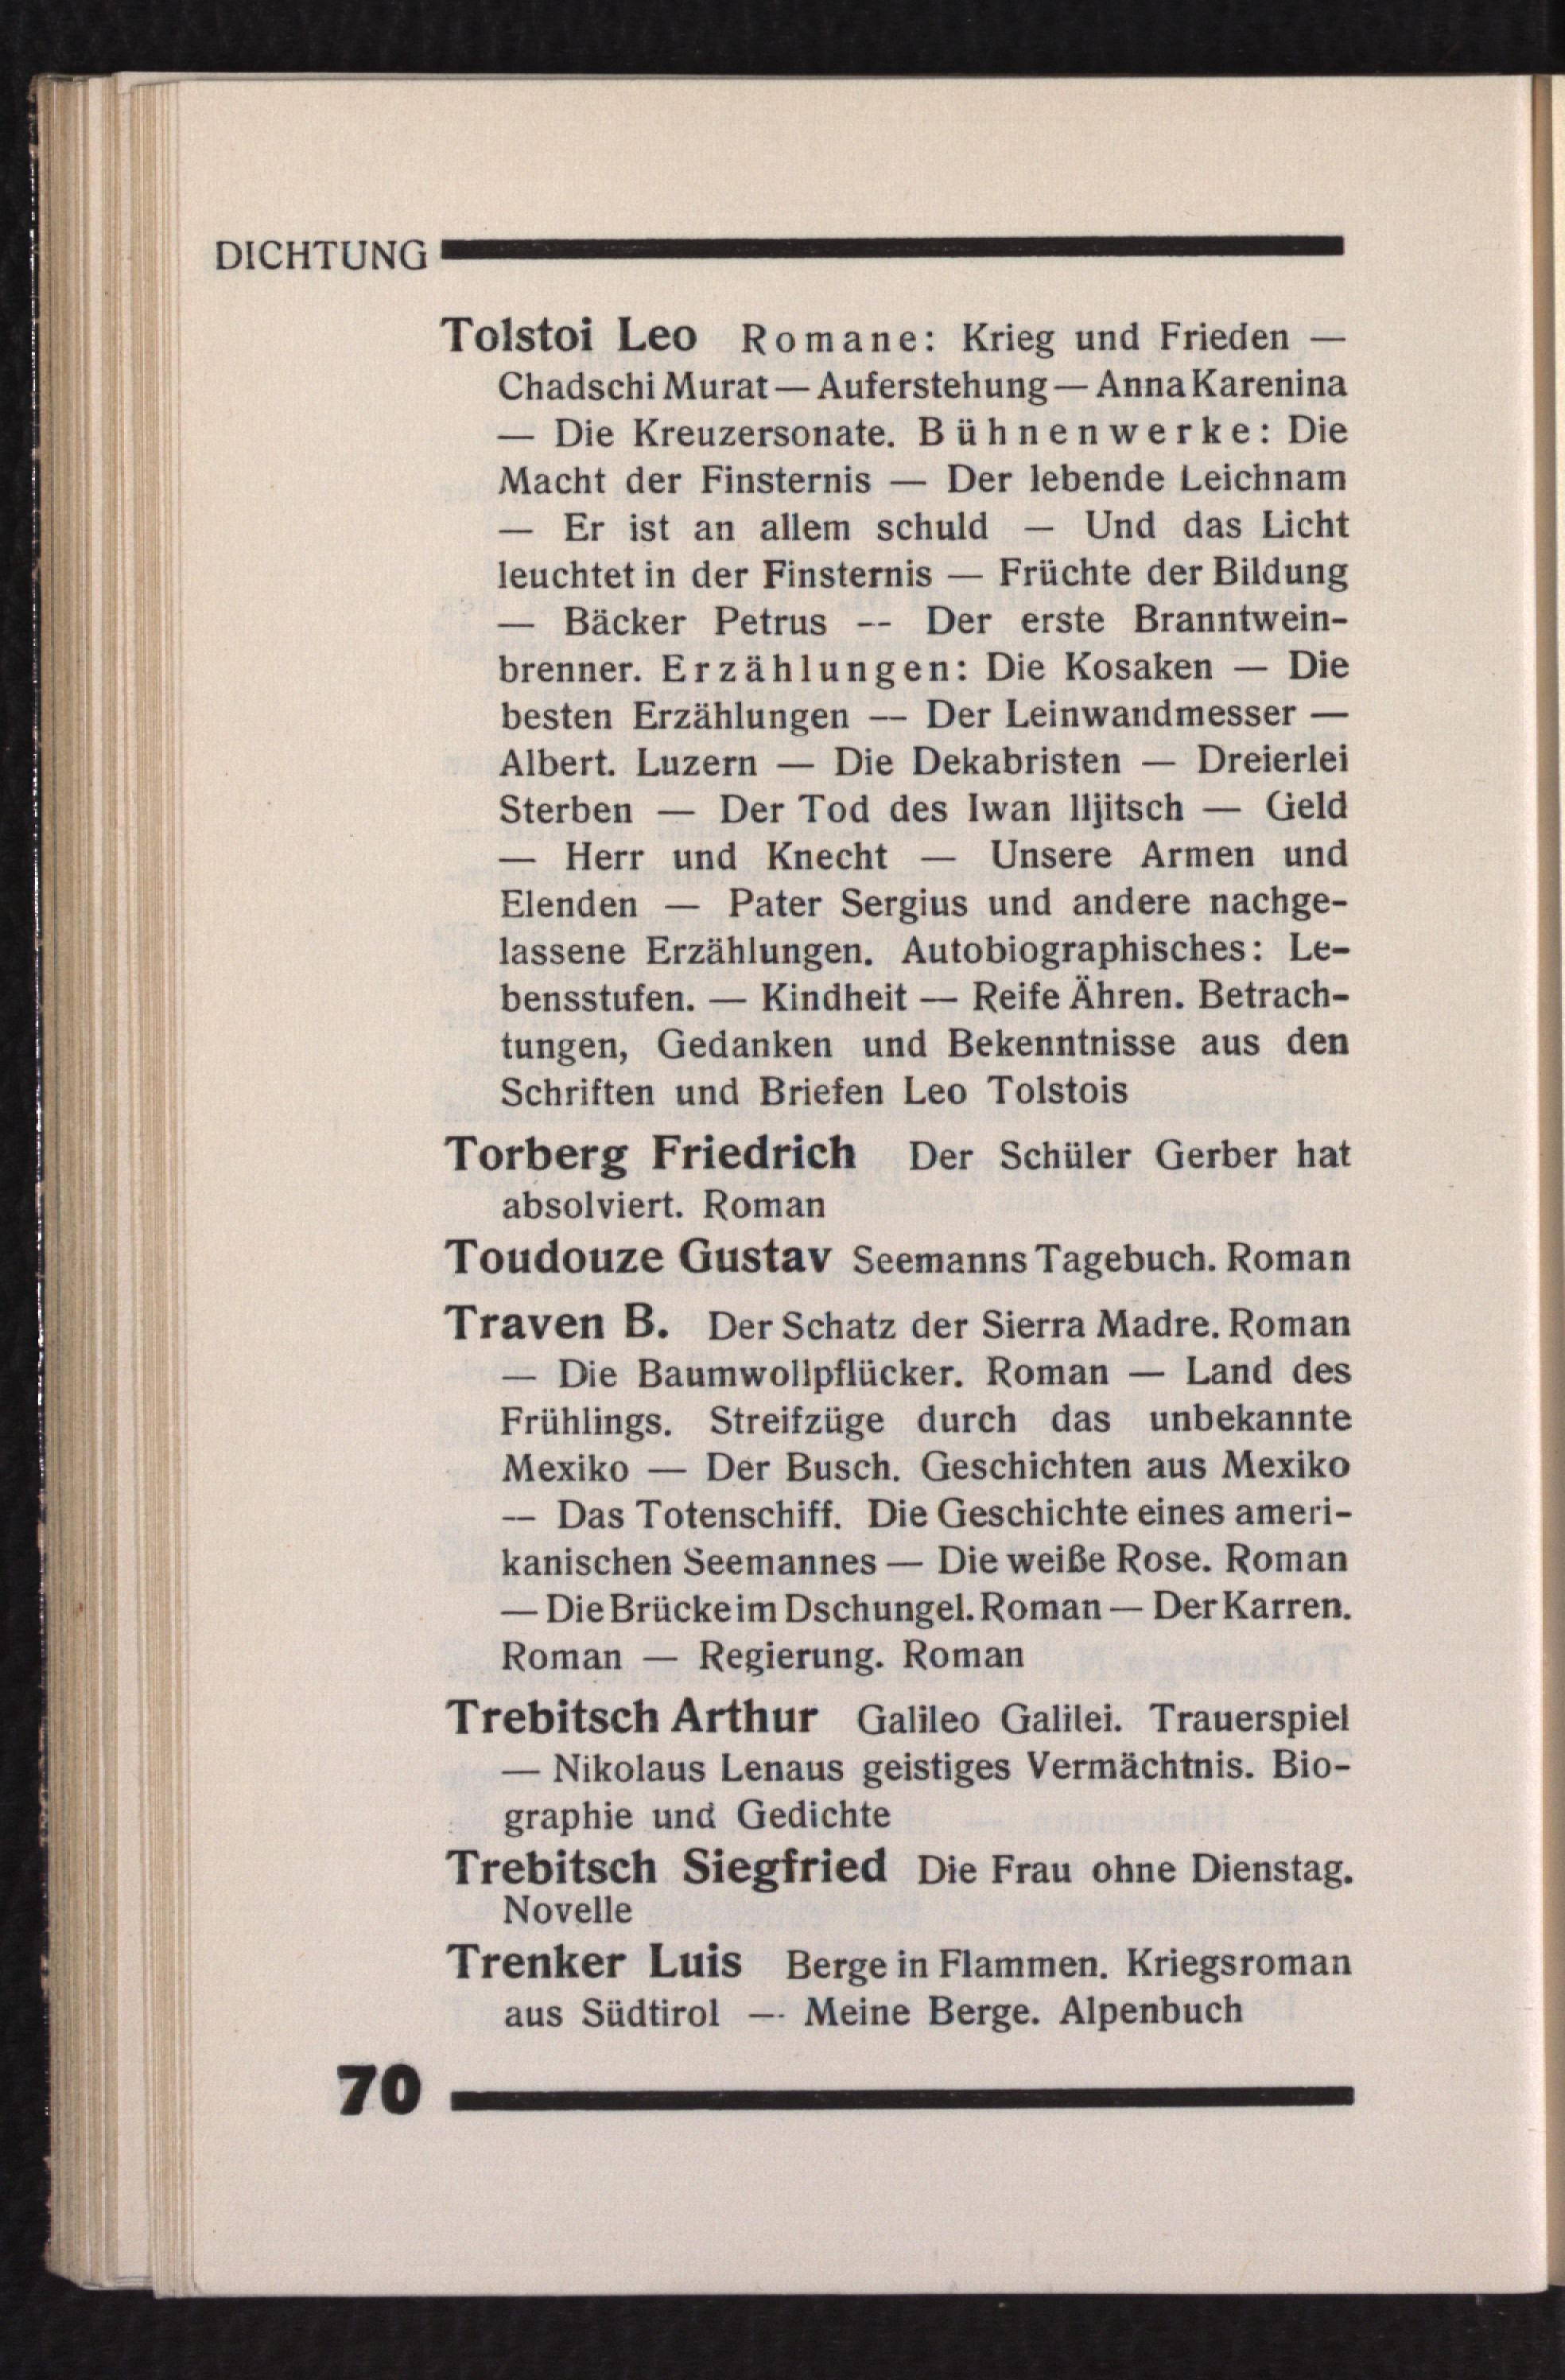 DICHTUNG
Tolstoi Leo Romane: Krieg und Frieden —
Chadschi Murat — Auferstehung — Anna Karenina
— Die Kreuzersonate. Bühnenwerke: Die
Macht der Finsternis — Der lebende Leichnam
— Er ist an allem schuld — Und das Licht
leuchtet in der Finsternis — Früchte der Bildung
— Bäcker Petrus -- Der erste Branntwein-
brenner. Erzählungen: Die Kosaken — Die
besten Erzählungen — Der Leinwandmesser —
Albert. Luzern — Die Dekabristen — Dreierlei
Sterben — Der Tod des Iwan Iljitsch — Geld
— Herr und Knecht — Unsere Armen und
Elenden — Pater Sergius und andere nachge-
lassene Erzählungen. Autobiographisches: Le-
bensstufen. — Kindheit — Reife Ähren. Betrach-
tungen, Gedanken und Bekenntnisse aus den
Schriften und Briefen Leo Tolstois
Torberg Friedrich Der Schüler Gerber hat
absolviert. Roman
Toudouze Gustav Seemanns Tagebuch. Roman
Traven B. Der Schatz der Sierra Madre. Roman
— Die Baumwollpflücker. Roman — Land des
Frühlings. Streifzüge durch das unbekannte
Mexiko — Der Busch. Geschichten aus Mexiko
— Das Totenschiff. Die Geschichte eines ameri-
kanischen Seemannes — Die weiße Rose. Roman
— Die Brücke im Dschungel. Roman — Der Karren.
Roman — Regierung. Roman
Trebitsch Arthur Galileo Galilei. Trauerspiel
— Nikolaus Lenaus geistiges Vermächtnis. Bio-
graphie und Gedichte
Trebitsch Siegfried Die Frau ohne Dienstag.
Novelle
Trenker Luis Berge in Flammen. Kriegsroman
aus Südtirol — Meine Berge. Alpenbuch
70